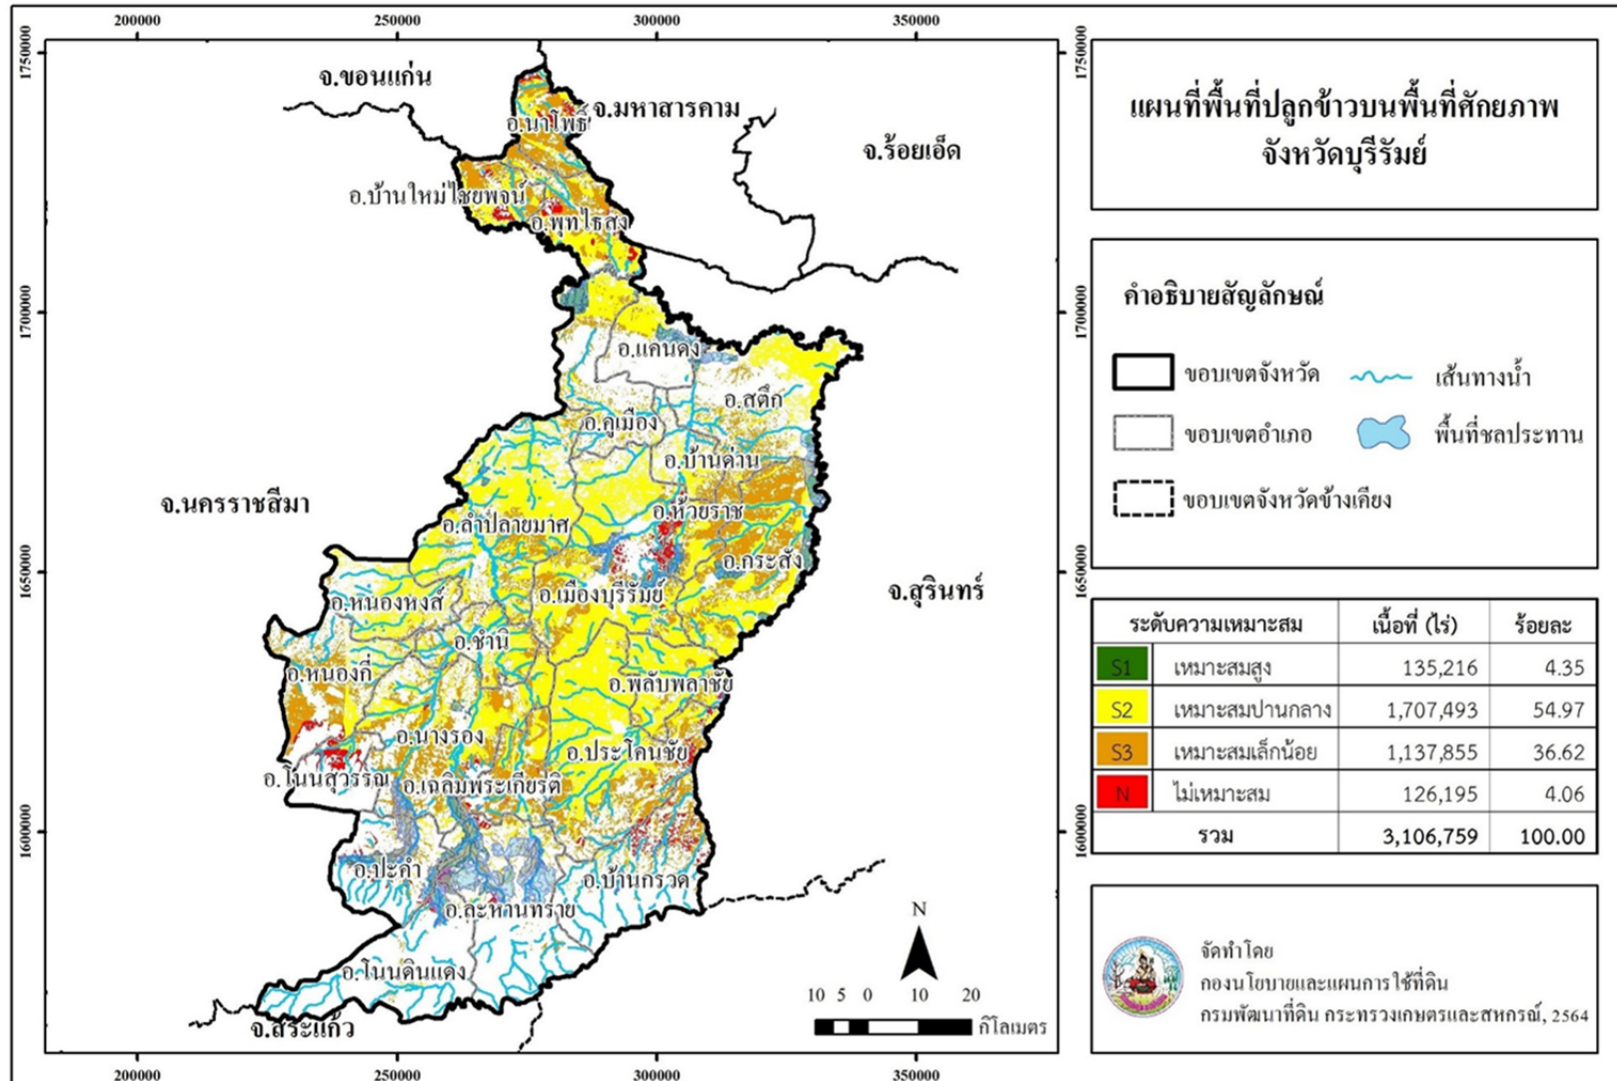 200000 250000 300000 350000
1750000 1750000
1700000 1700000
1650000 1650000
1600000 1600000
จ.ขอนแก่น
จ.มหาสารคาม
จ.ร้อยเอ็ด
อ.นาโพธิ์
อ.บ้านใหม่ไชยพจน์
อ.พุทไธสง
อ.แคนดง
อ.สตึก
อ.คูเมือง
อ.บ้านด่าน
จ.นครราชสีมา
อ.ลำปลายมาศ
อ.ห้วยราช
อ.กระสัง
จ.สุรินทร์
อ.หนองหงส์
อ.เมืองบุรีรัมย์
อ.ชำนิ
อ.หนองกี่
อ.พลับพลาชัย
อ.นางรอง
อ.ประโคนชัย
อ.โนนสุวรรณ
อ.เฉลิมพระเกียรติ
อ.ปะคำ
อ.บ้านกรวด
อ.ละหานทราย
อ.โนนดินแดง
จ.สระแก้ว
N
10 5 0 10 20
กิโลเมตร
200000 250000 300000 350000
แผนที่พื้นที่ปลูกข้าวบนพื้นที่ศักยภาพ
จังหวัดบุรีรัมย์
คำอธิบายสัญลักษณ์
ขอบเขตจังหวัด เส้นทางน้ำ
ขอบเขตอำเภอ พื้นที่ชลประทาน
ขอบเขตจังหวัดข้างเคียง
ระดับความเหมาะสม เนื้อที่ (ไร่) ร้อยละ
S1 เหมาะสมสูง 135,216 4.35
S2 เหมาะสมปานกลาง 1,707,493 54.97
S3 เหมาะสมเล็กน้อย 1,137,855 36.62
N ไม่เหมาะสม 126,195 4.06
รวม 3,106,759 100.00
จัดทำโดย
กองนโยบายและแผนการใช้ที่ดิน
กรมพัฒนาที่ดิน กระทรวงเกษตรและสหกรณ์, 2564